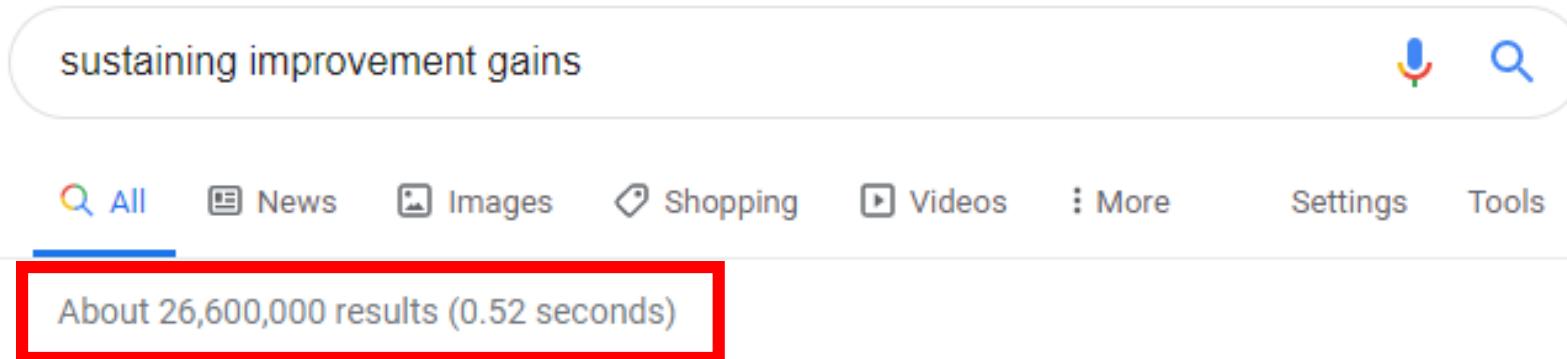 sustaining improvement gains
All News Images Shopping Videos More Settings Tools
About 26,600,000 results (0.52 seconds)